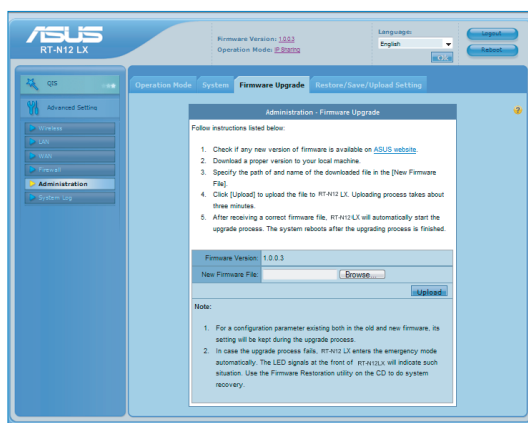 ASUS
RT-N12 LX
Firmware Version: 1.0.0.3
Operation Mode: IP Sharing
Language:
English
Logout
Reboot
QIS
Advanced Setting
Wireless
LAN
WAN
Firewall
Administration
System Log
Operation Mode System Firmware Upgrade Restore/Save/Upload Setting
Administration - Firmware Upgrade
Follow instructions listed below:
1. Check if any new version of firmware is available on ASUS website.
2. Download a proper version to your local machine.
3. Specify the path of and name of the downloaded file in the [New Firmware
File].
4. Click [Upload] to upload the file to RT-N12 LX. Uploading process takes about
three minutes.
5. After receiving a correct firmware file, RT-N12 LX will automatically start the
upgrade process. The system reboots after the upgrading process is finished.
Firmware Version: 1.0.0.3
New Firmware File: Browse...
Upload
Note:
1. For a configuration parameter existing both in the old and new firmware, its
setting will be kept during the upgrade process.
2. In case the upgrade process fails, RT-N12 LX enters the emergency mode
automatically. The LED signals at the front of RT-N12LX will indicate such
situation. Use the Firmware Restoration utility on the CD to do system
recovery.